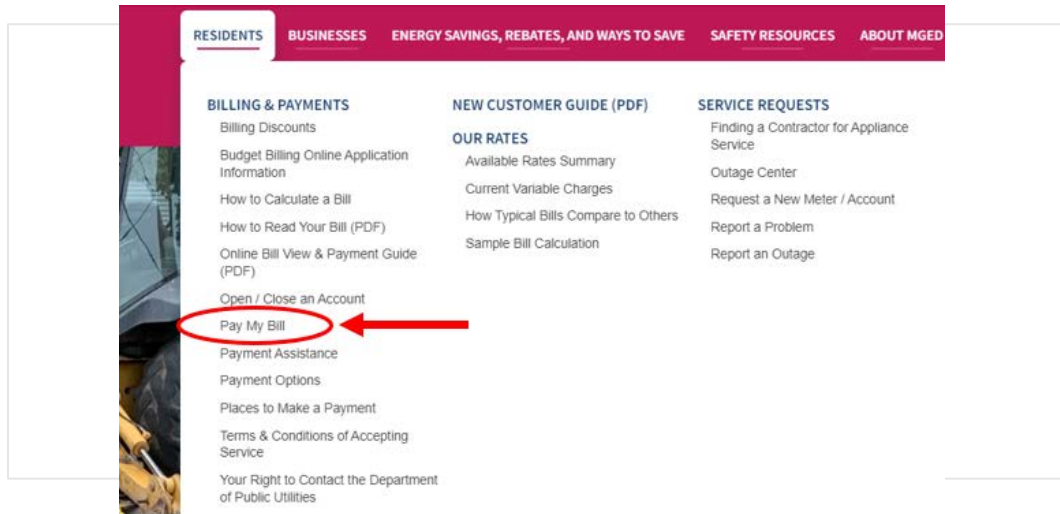 RESIDENTS BUSINESSES ENERGY SAVINGS, REBATES, AND WAYS TO SAVE SAFETY RESOURCES ABOUT MGED
BILLING & PAYMENTS
Billing Discounts
Budget Billing Online Application
Information
How to Calculate a Bill
How to Read Your Bill (PDF)
Online Bill View & Payment Guide
(PDF)
Open / Close an Account
Pay My Bill
Payment Assistance
Payment Options
Places to Make a Payment
Terms & Conditions of Accepting
Service
Your Right to Contact the Department
of Public Utilities
NEW CUSTOMER GUIDE (PDF)
OUR RATES
Available Rates Summary
Current Variable Charges
How Typical Bills Compare to Others
Sample Bill Calculation
SERVICE REQUESTS
Finding a Contractor for Appliance
Service
Outage Center
Request a New Meter / Account
Report a Problem
Report an Outage